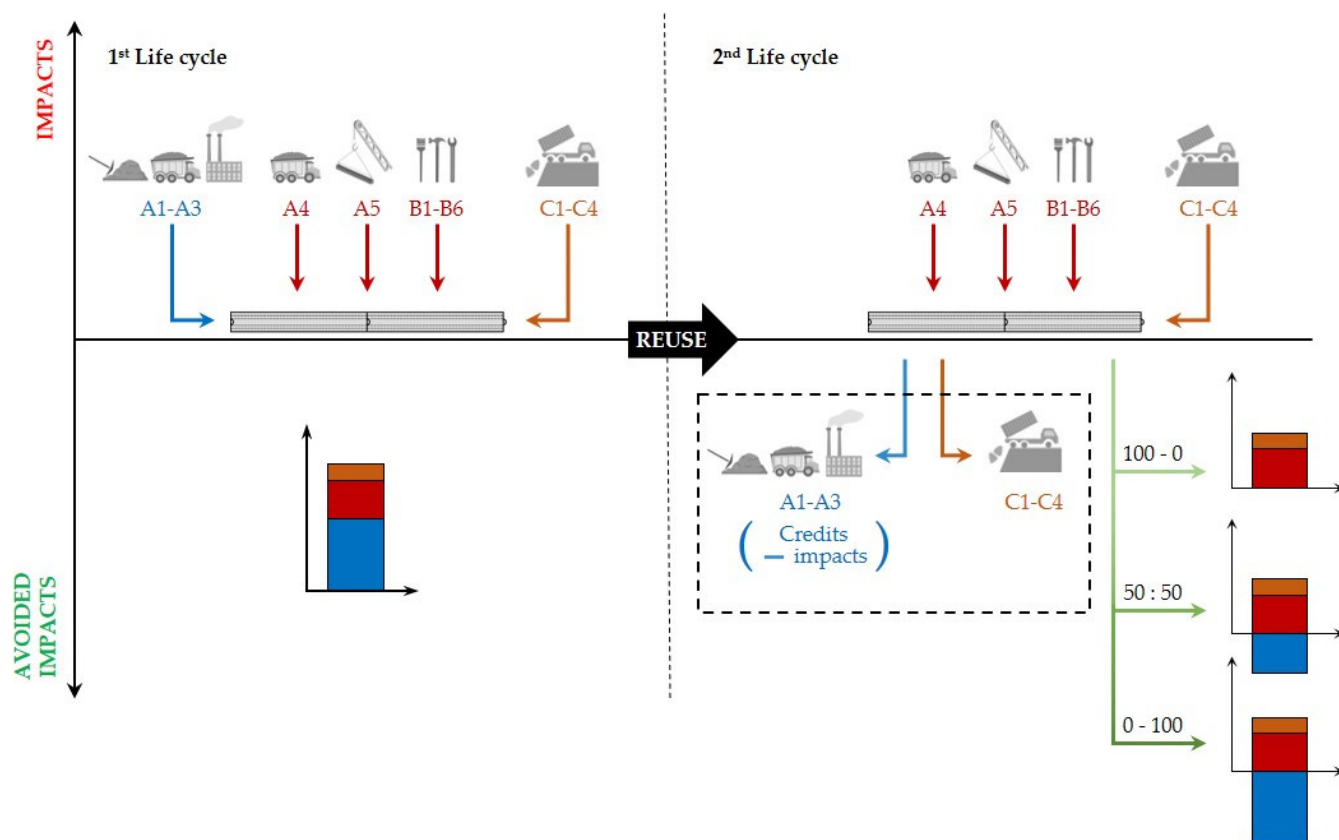 IMPACTS
1st Life cycle
2nd Life cycle
A1-A3
A4
A5
B1-B6
C1-C4
A4
A5
B1-B6
C1-C4
REUSE
AVOIDED
IMPACTS
A1-A3
( Credits
— impacts )
C1-C4
100 - 0
50 : 50
0 - 100